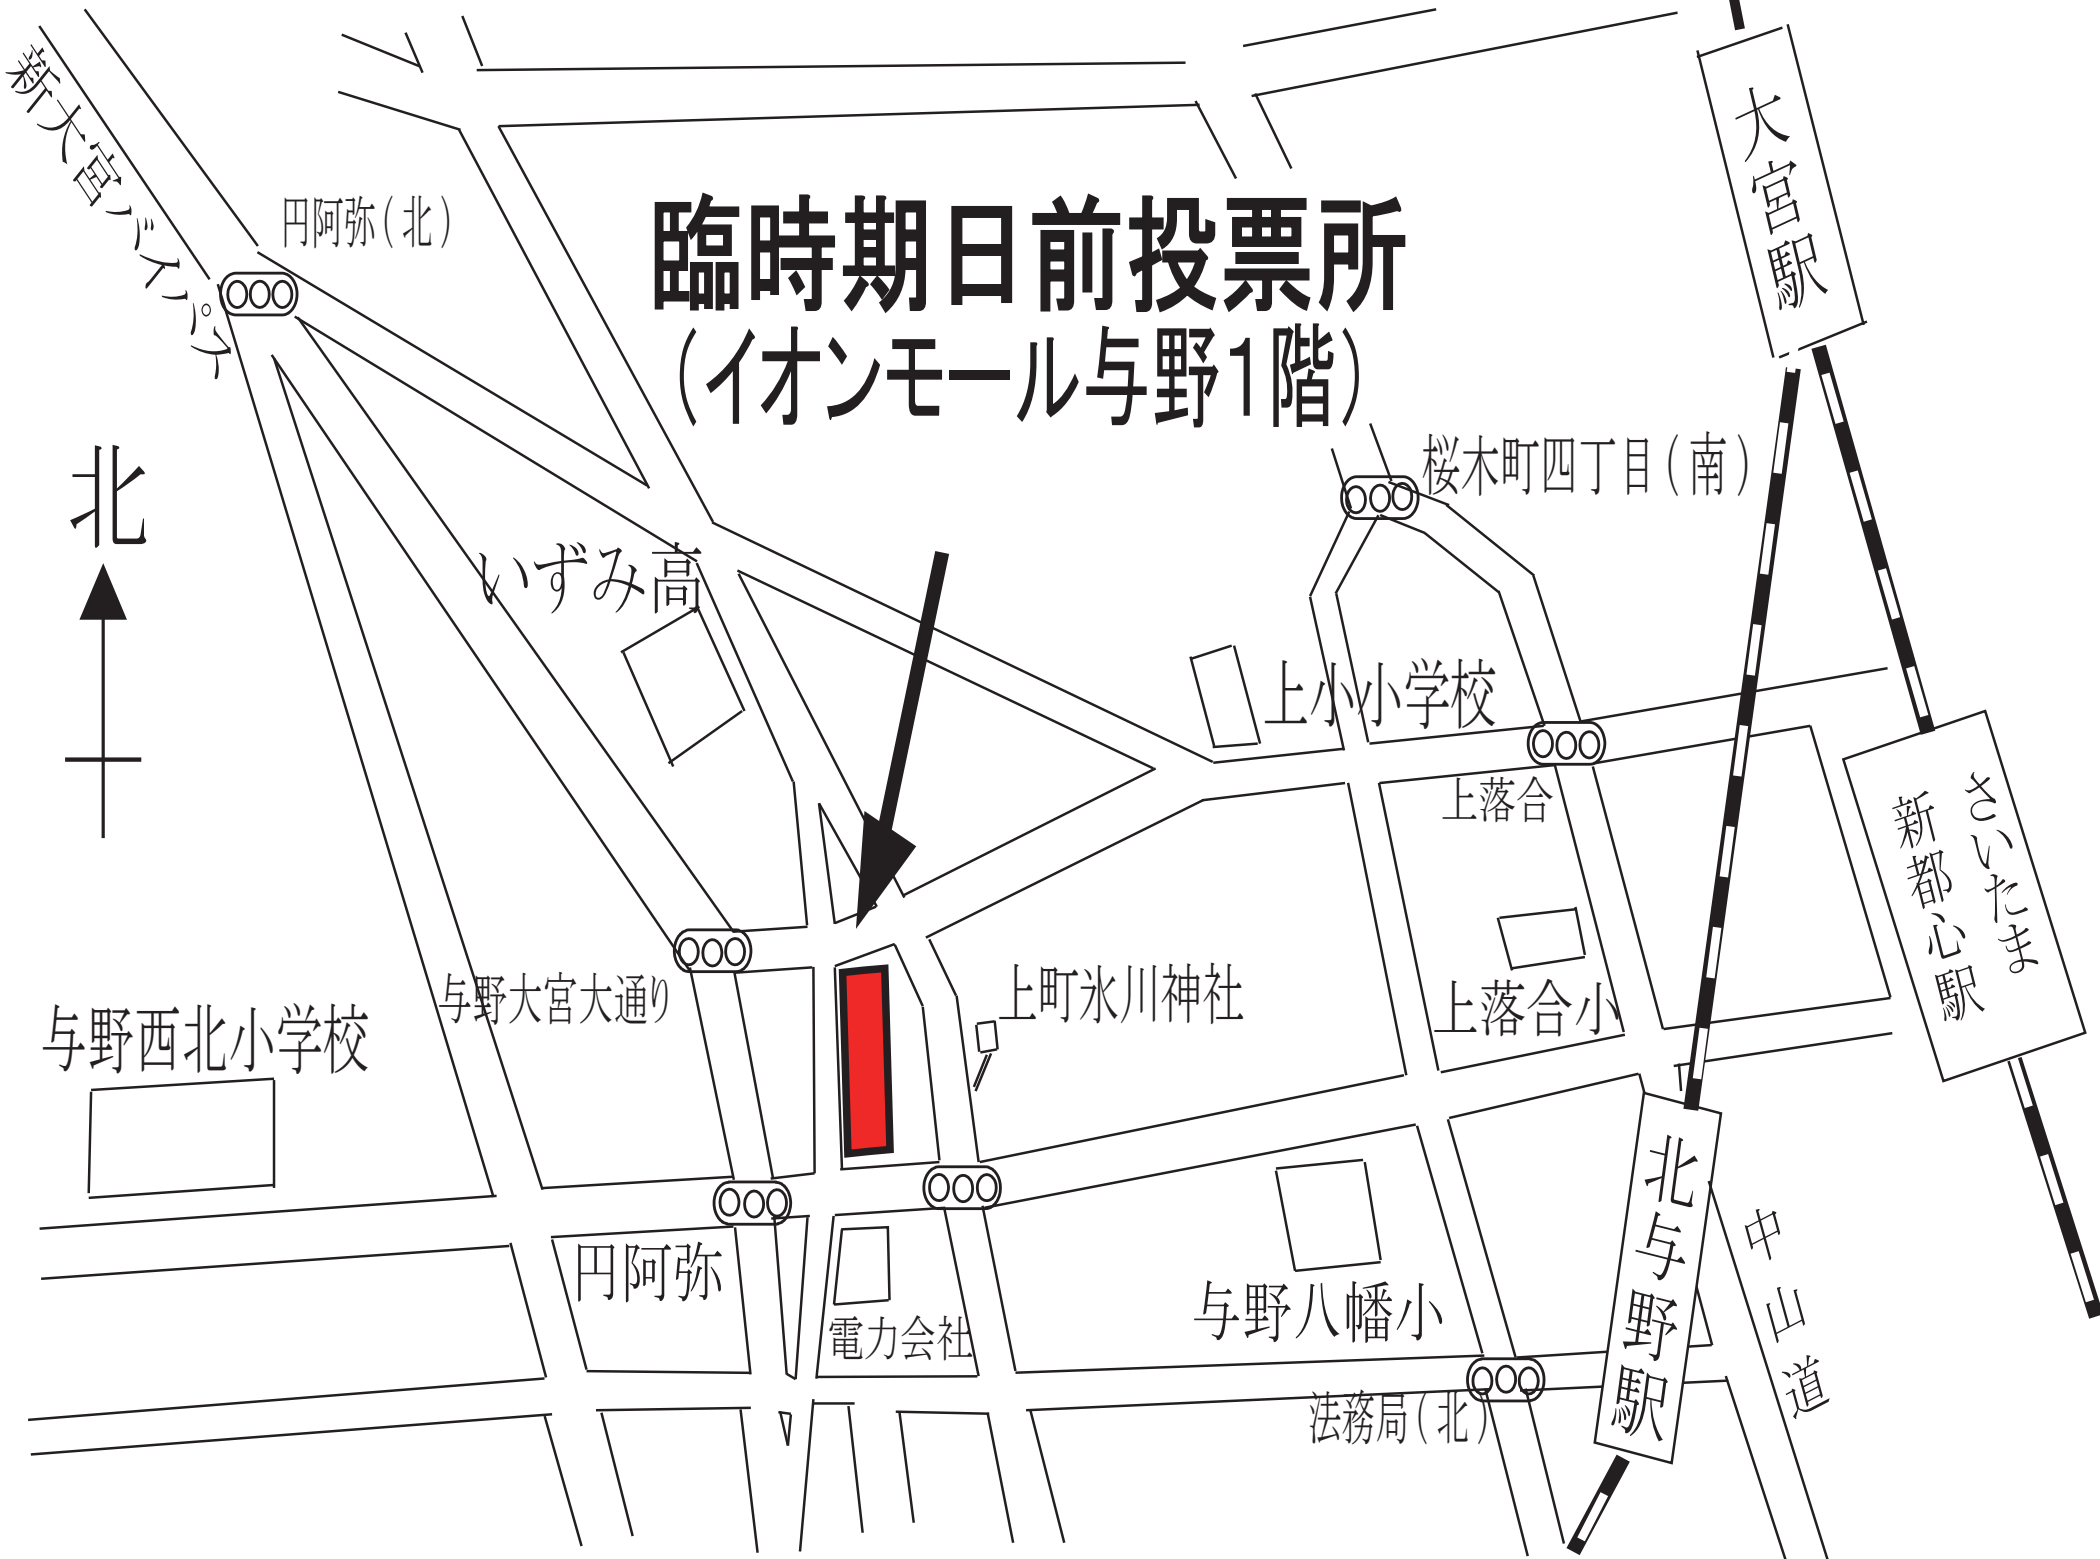 新大宮バイパス
円阿弥（北）
臨時期日前投票所
（イオンモール与野1階）
大宮駅
北
桜木町四丁目（南）
いずみ高
上小小学校
上落合
さいたま
新都心駅
与野大宮大通り
上町氷川神社
上落合小
与野西北小学校
円阿弥
電力会社
与野八幡小
北与野駅
中山道
法務局（北）